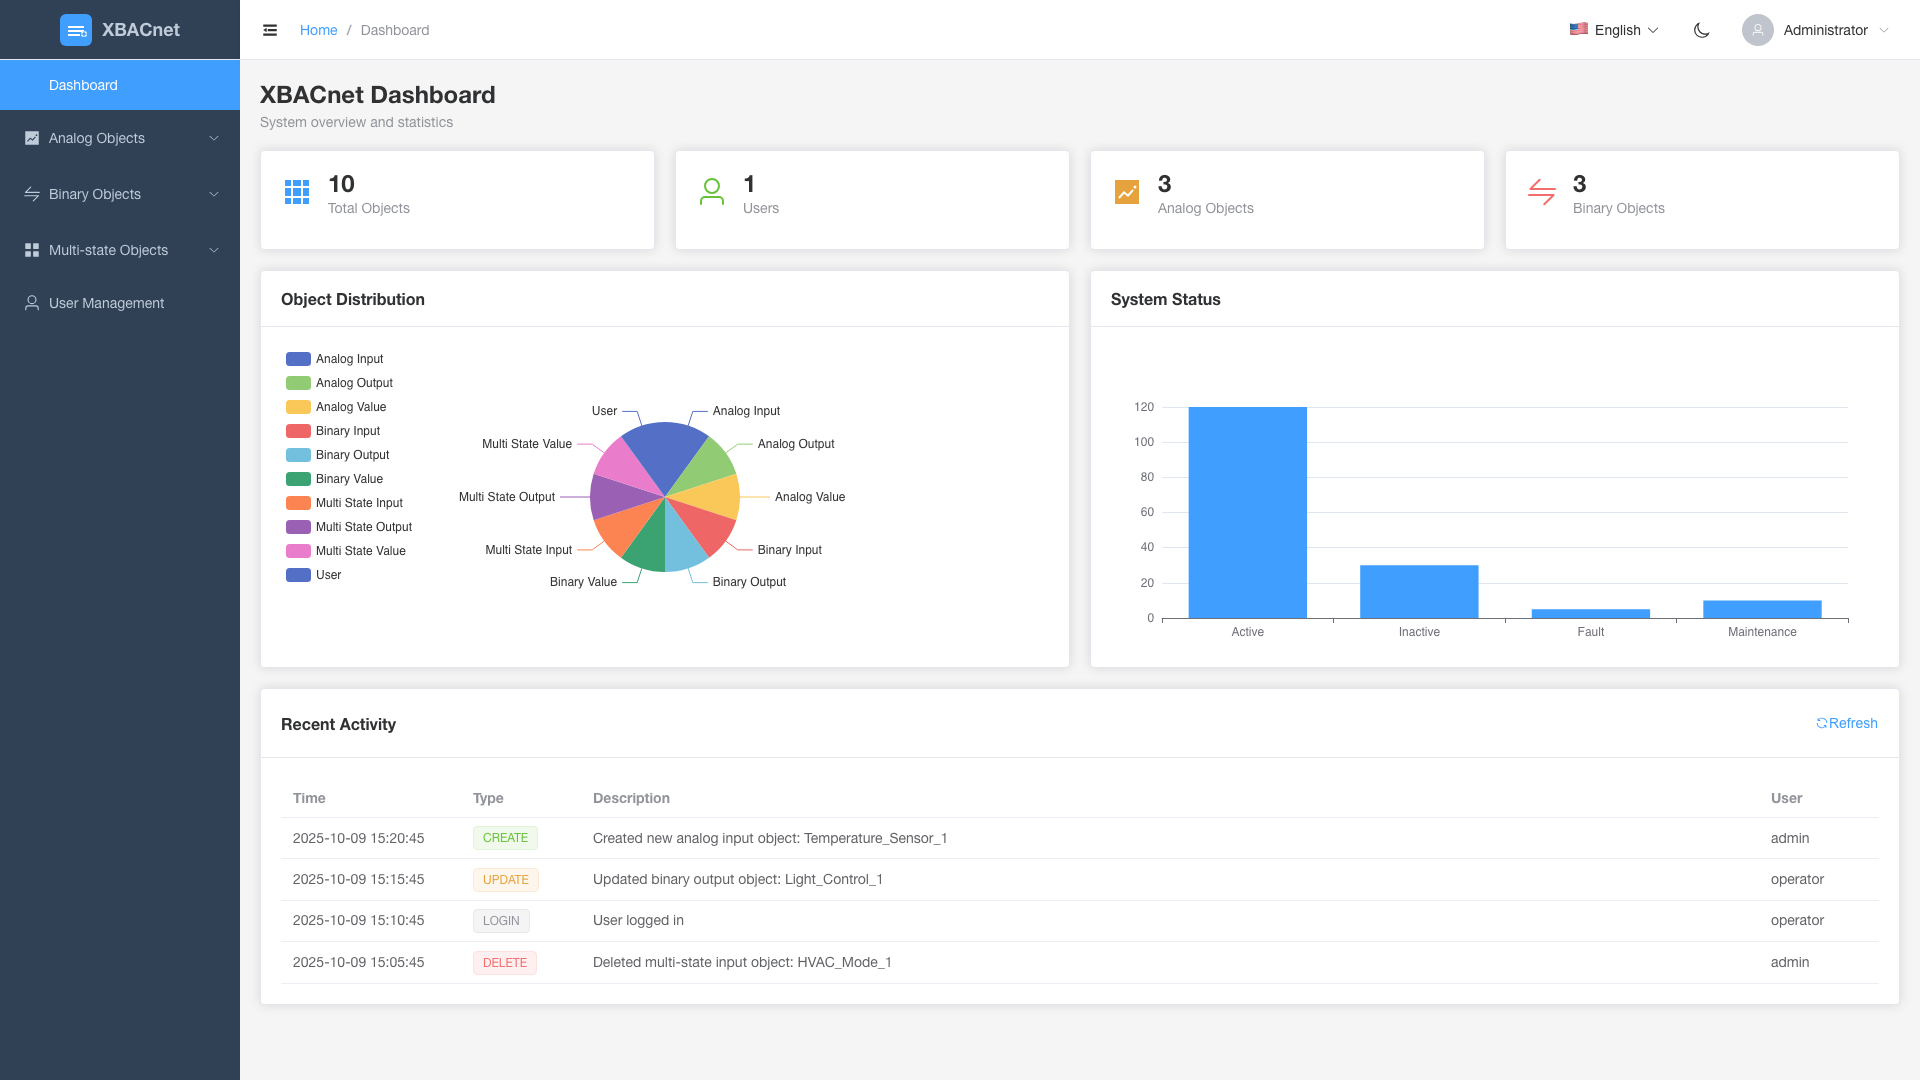 XBACnet
Home / Dashboard
English
Administrator
Dashboard
Analog Objects
Binary Objects
Multi-state Objects
User Management
XBACnet Dashboard
System overview and statistics
10
Total Objects
1
Users
3
Analog Objects
3
Binary Objects
Object Distribution
Analog Input
Analog Output
Analog Value
Binary Input
Binary Output
Binary Value
Multi State Input
Multi State Output
Multi State Value
User
User
Analog Input
Multi State Value
Analog Output
Multi State Output
Analog Value
Multi State Input
Binary Input
Binary Value
Binary Output
System Status
120
100
80
60
40
20
0
Active Inactive Fault Maintenance
Recent Activity
Refresh
Time Type Description User
2025-10-09 15:20:45 CREATE Created new analog input object: Temperature_Sensor_1 admin
2025-10-09 15:15:45 UPDATE Updated binary output object: Light_Control_1 operator
2025-10-09 15:10:45 LOGIN User logged in operator
2025-10-09 15:05:45 DELETE Deleted multi-state input object: HVAC_Mode_1 admin